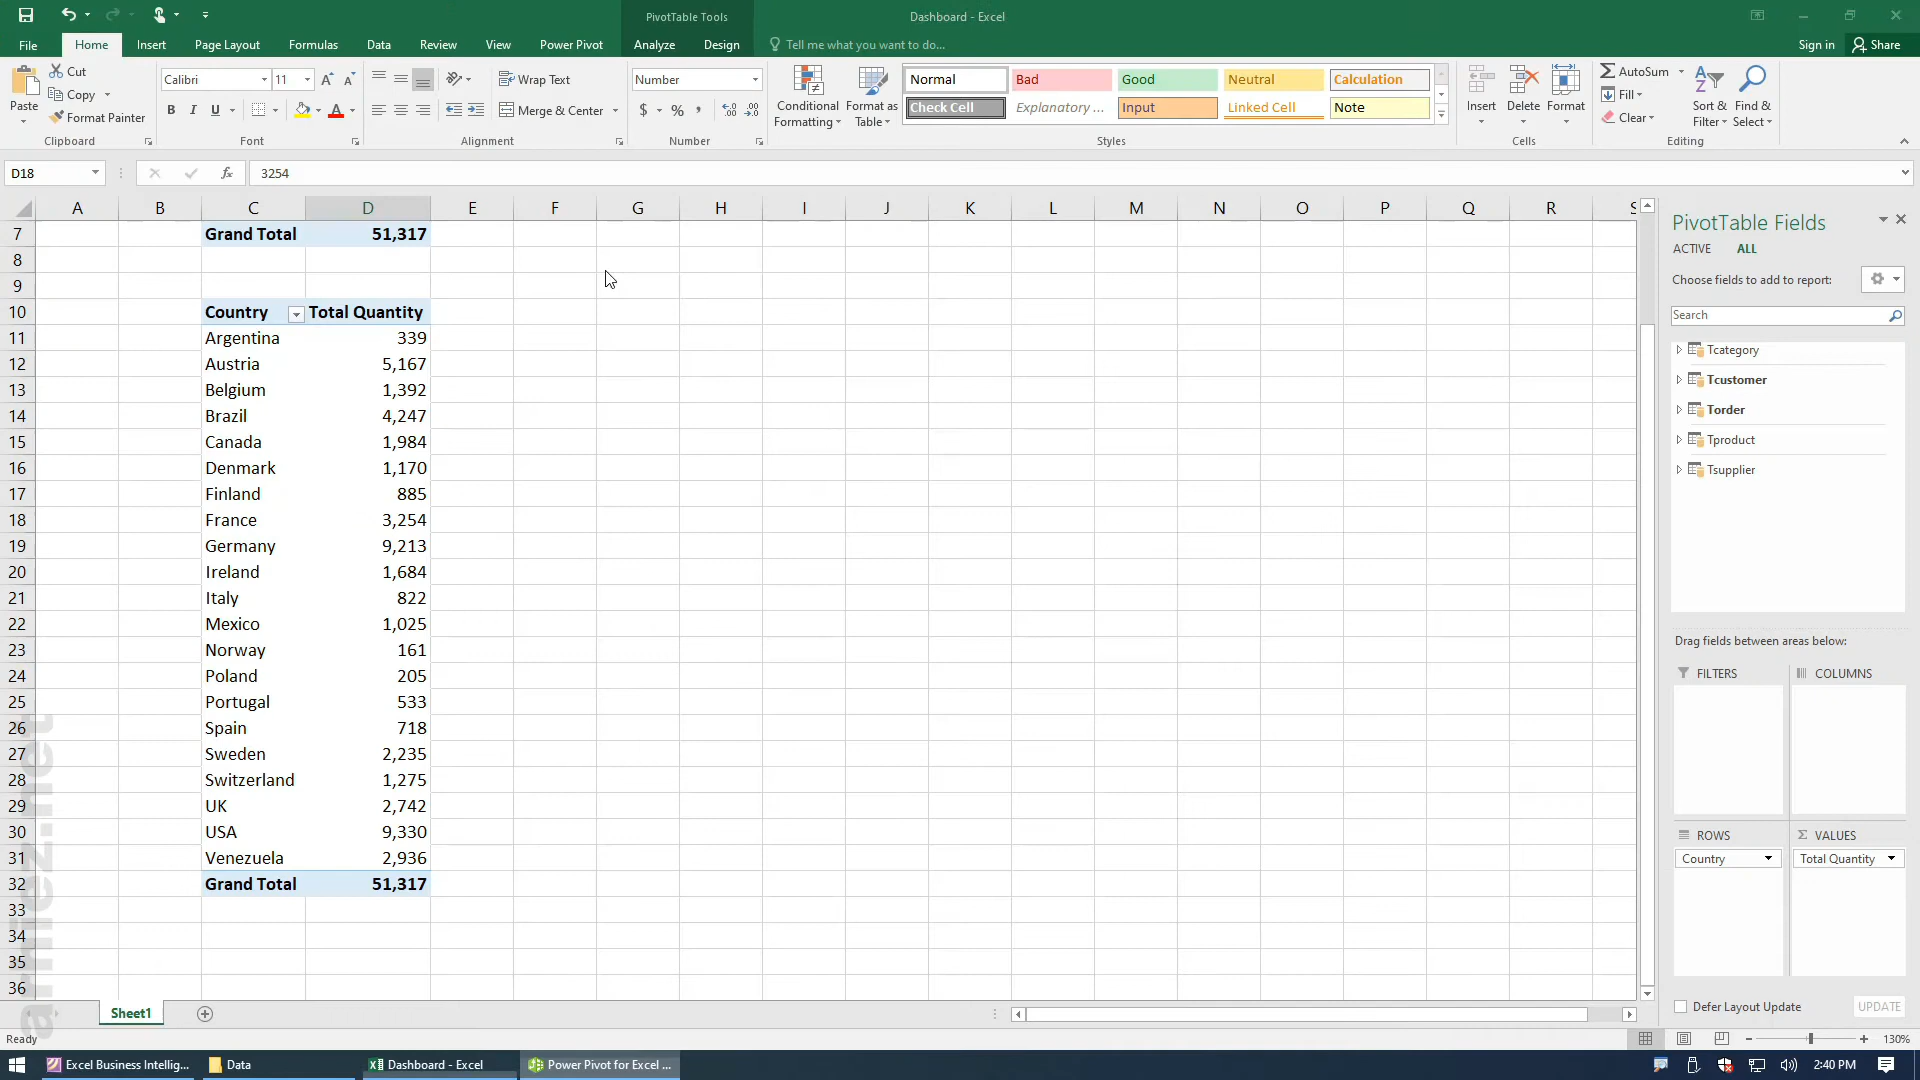 PivotTable Tools
Dashboard - Excel
File
Home
Insert
Page Layout
Formulas
Data
Review
View
Power Pivot
Analyze
Design
Tell me what you want to do...
Sign in
Share
Paste
Cut
Copy
Format Painter
Clipboard
Calibri
11
B I U
Font
Wrap Text
Merge & Center
Alignment
Number
$ % ,
Number
Conditional Formatting
Format as Table
Normal
Bad
Good
Neutral
Calculation
Check Cell
Explanatory ...
Input
Linked Cell
Note
Styles
Insert
Delete
Format
Cells
AutoSum
Fill
Clear
Sort & Filter
Find & Select
Editing
D18
fx
3254
A B C D E F G H I J K L M N O P Q R S
7 Grand Total 51,317
8
9
10 Country Total Quantity
11 Argentina 339
12 Austria 5,167
13 Belgium 1,392
14 Brazil 4,247
15 Canada 1,984
16 Denmark 1,170
17 Finland 885
18 France 3,254
19 Germany 9,213
20 Ireland 1,684
21 Italy 822
22 Mexico 1,025
23 Norway 161
24 Poland 205
25 Portugal 533
26 Spain 718
27 Sweden 2,235
28 Switzerland 1,275
29 UK 2,742
30 USA 9,330
31 Venezuela 2,936
32 Grand Total 51,317
33
34
35
36
PivotTable Fields
ACTIVE ALL
Choose fields to add to report:
Search
Tcategory
Tcustomer
Torder
Tproduct
Tsupplier
Drag fields between areas below:
FILTERS
COLUMNS
ROWS
VALUES
Country
Total Quantity
Defer Layout Update
UPDATE
arniez.net
Sheet1
Ready
130%
Excel Business Intellig...
Data
Dashboard - Excel
Power Pivot for Excel ...
2:40 PM